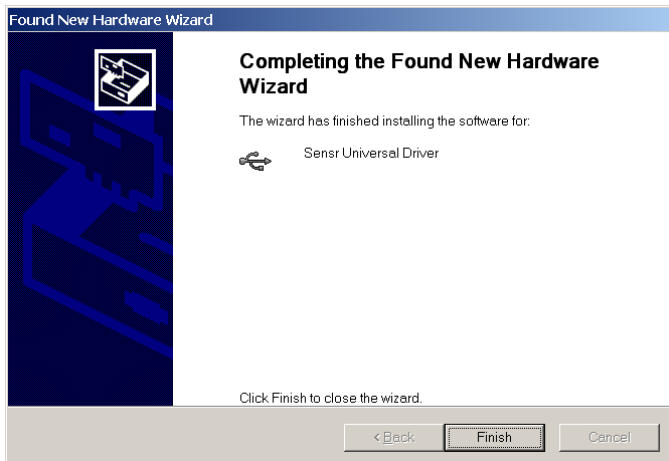 Found New Hardware Wizard
Completing the Found New Hardware
Wizard
The wizard has finished installing the software for:
Sensr Universal Driver
Click Finish to close the wizard.
< Back
Finish
Cancel